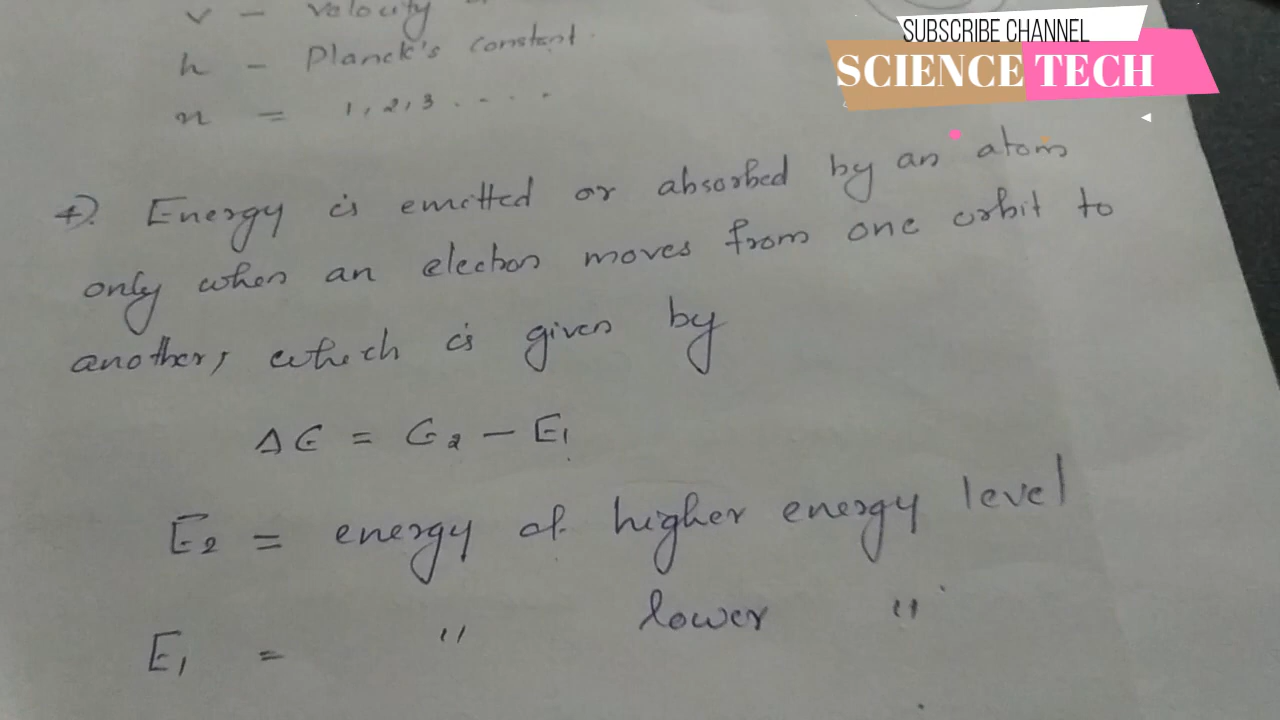 v - velocity
h - Planck's constant.
n = 1, 2, 3 . . . .
SUBSCRIBE CHANNEL
SCIENCE TECH
4). Energy is emitted or absorbed by an atom
only when an electron moves from one orbit to
another, which is given by
ΔE = E2 - E1
E2 = energy of higher energy level
E1 = " lower "